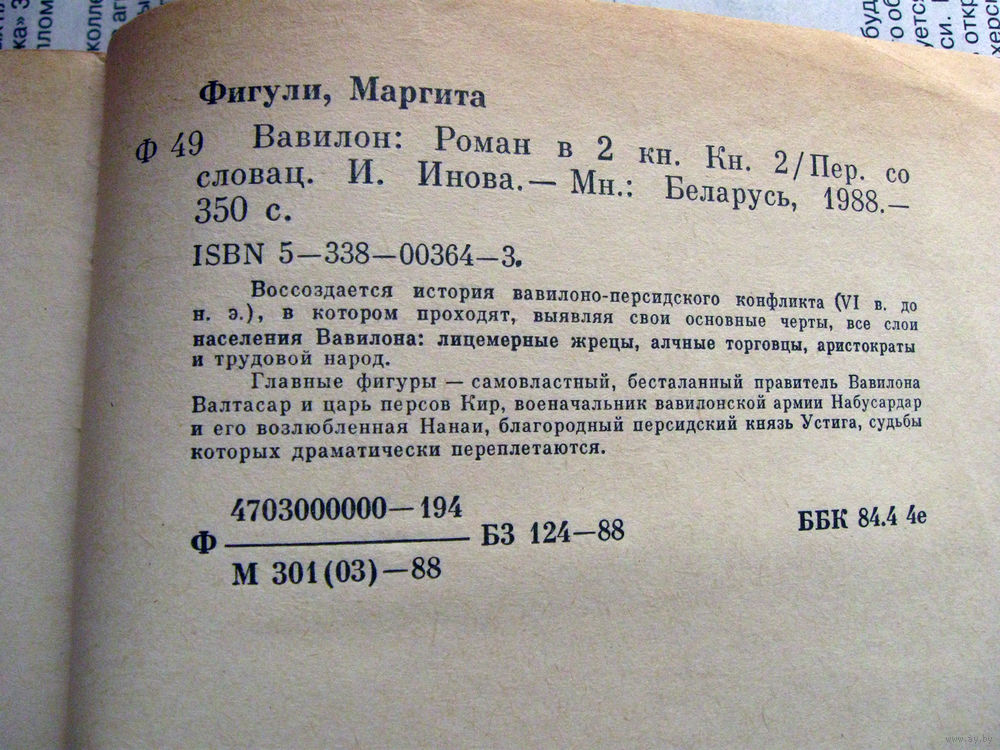 Фигули, Маргита
Ф 49 Вавилон: Роман в 2 кн. Кн. 2/Пер. со
словац. И. Инова.— Мн.: Беларусь, 1988.—
350 с.
ISBN 5—338—00364—3.
Воссоздается история вавилоно-персидского конфликта (VI в. до
н. э.), в котором проходят, выявляя свои основные черты, все слои
населения Вавилона: лицемерные жрецы, алчные торговцы, аристократы
и трудовой народ.
Главные фигуры — самовластный, бесталанный правитель Вавилона
Валтасар и царь персов Кир, военачальник вавилонской армии Набусардар
и его возлюбленная Нанаи, благородный персидский князь Устига, судьбы
которых драматически переплетаются.
4703000000—194
Ф БЗ 124—88 ББК 84.4 4е
М 301(03)—88
www.ay.by